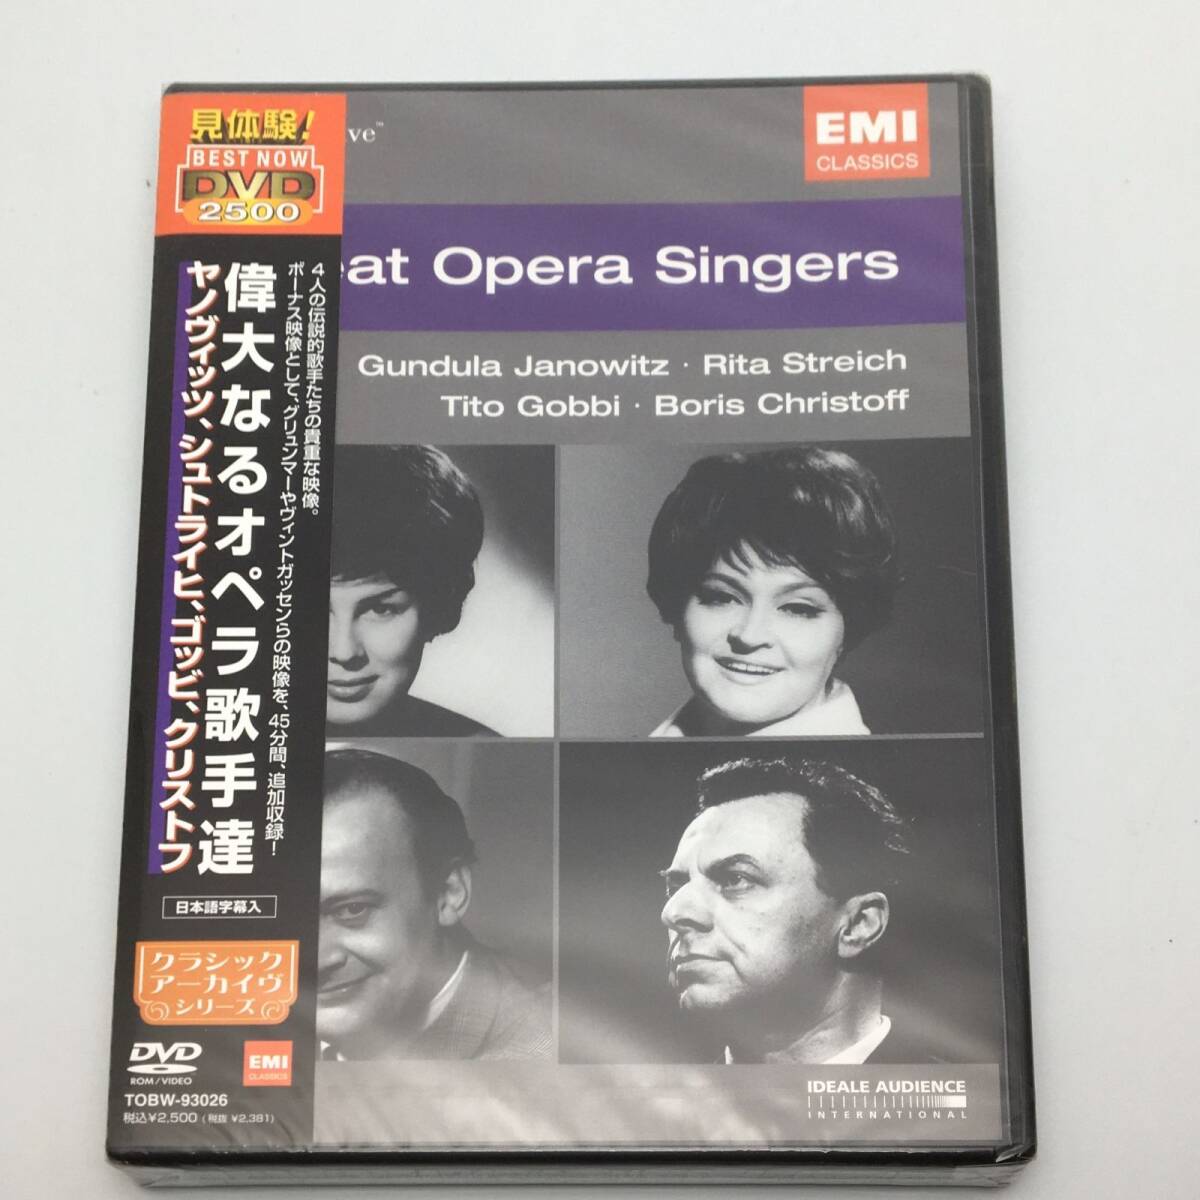 見体験!
BEST NOW
DVD
2500
4人の伝説的歌手たちの貴重な映像。
ボーナス映像として、グリュンマーやヴィントガッセンらの映像を、45分間、追加収録!
偉大なるオペラ歌手達
ヤノヴィッツ、シュトライヒ、ゴッビ、クリストフ
日本語字幕入
クラシック
アーカイヴ
シリーズ
DVD
ROM/VIDEO
EMI
CLASSICS
TOBW-93026
税込¥2,500 (税抜 ¥2,381)
ive™
EMI
CLASSICS
eat Opera Singers
Gundula Janowitz · Rita Streich
Tito Gobbi · Boris Christoff
IDEALE AUDIENCE
INTERNATIONAL